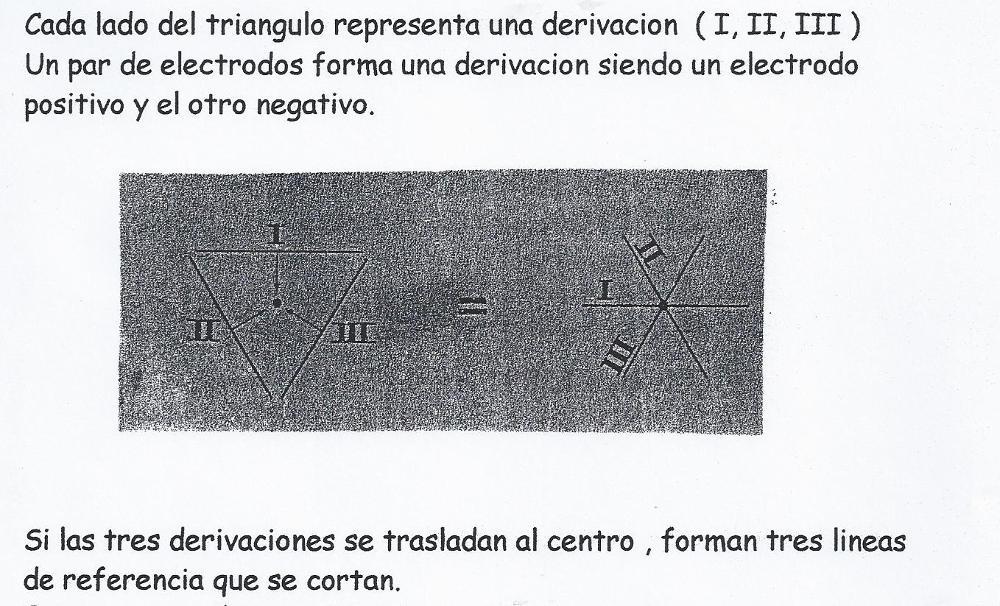 Cada lado del triangulo representa una derivacion ( I, II, III )
Un par de electrodos forma una derivacion siendo un electrodo
positivo y el otro negativo.
I
II
III
=
II
I
III
Si las tres derivaciones se trasladan al centro , forman tres lineas
de referencia que se cortan.